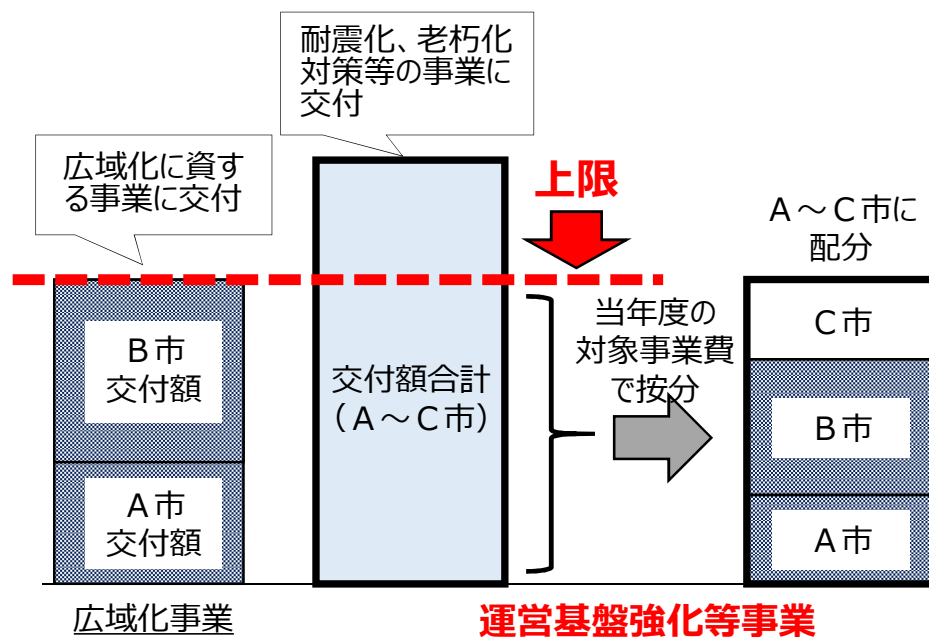 耐震化、老朽化
対策等の事業に
交付
広域化に資す
る事業に交付
上限
Ａ～Ｃ市に
配分
Ｂ市
交付額
Ａ市
交付額
交付額合計
（Ａ～Ｃ市）
当年度の
対象事業費
で按分
Ｃ市
Ｂ市
Ａ市
広域化事業
運営基盤強化等事業